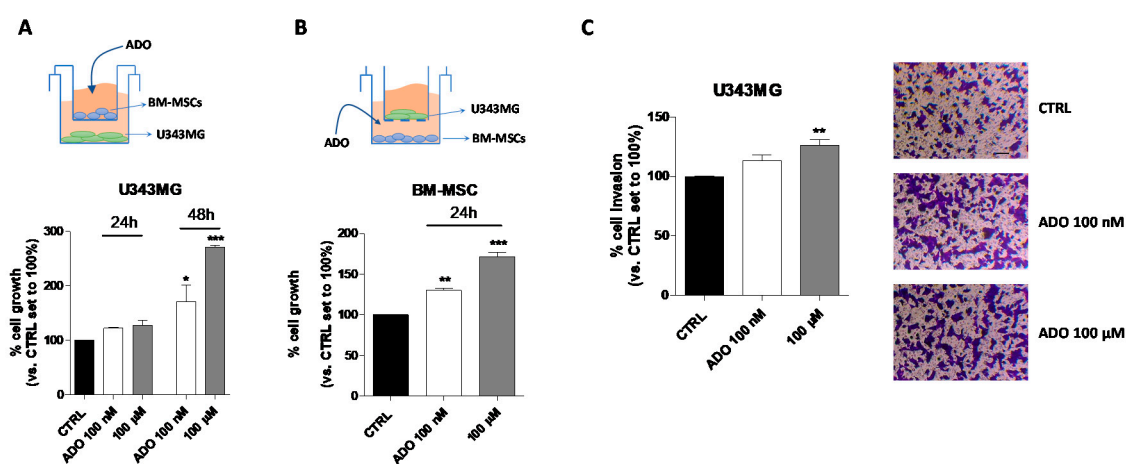 A
ADO
BM-MSCs
U343MG
U343MG
24h
48h
% cell growth
(vs. CTRL set to 100%)
300
200
100
0
*
***
CTRL
ADO 100 nM
100 µM
ADO 100 nM
100 µM
B
U343MG
ADO
BM-MSCs
BM-MSC
24h
% cell growth
(vs. CTRL set to 100%)
200
150
100
50
0
**
***
CTRL
ADO 100 nM
100 µM
C
U343MG
% cell invasion
(vs. CTRL set to 100%)
150
100
50
0
**
CTRL
ADO 100 nM
100 µM
CTRL
ADO 100 nM
ADO 100 µM